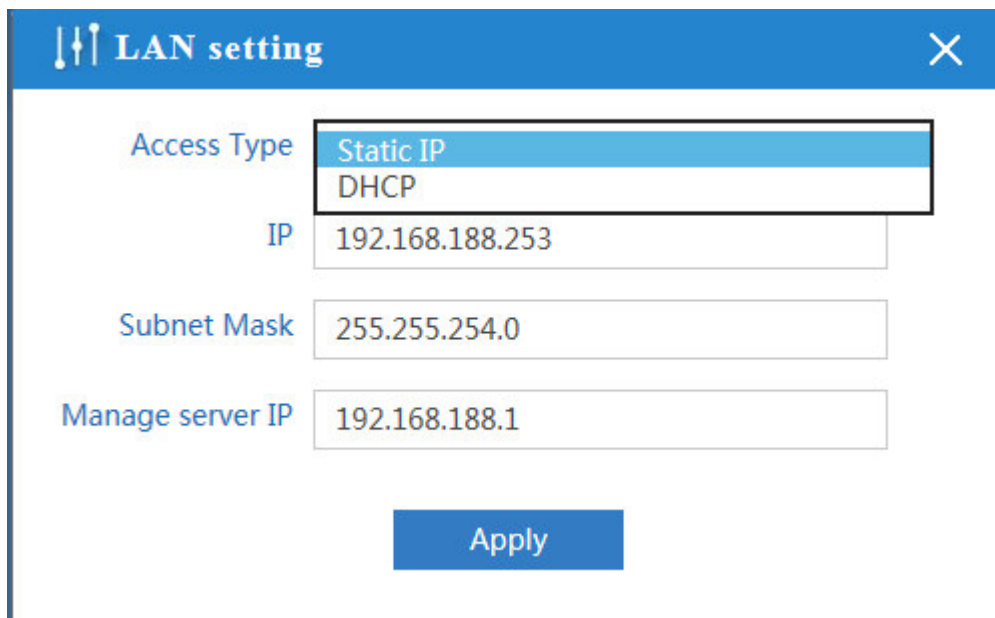 LAN setting
Access Type
Static IP
DHCP
IP
192.168.188.253
Subnet Mask
255.255.254.0
Manage server IP
192.168.188.1
Apply